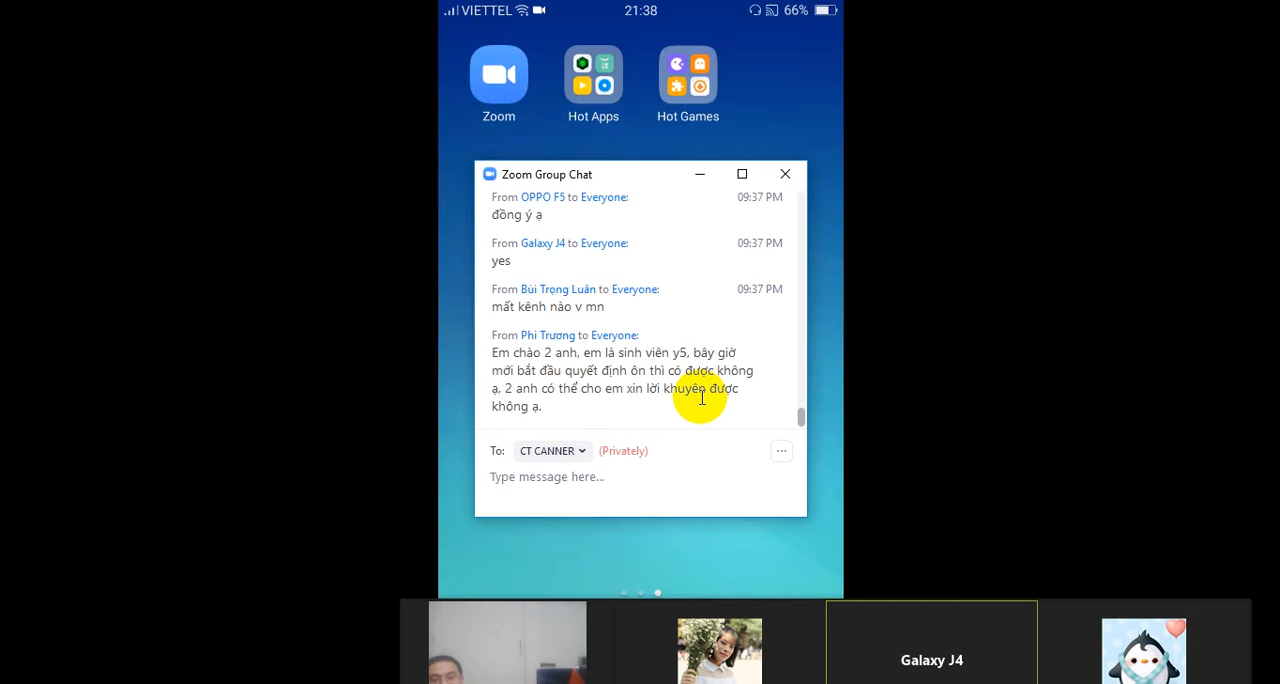 VIETTEL 21:38 66%
Zoom Hot Apps Hot Games
Zoom Group Chat
From OPPO F5 to Everyone: 09:37 PM
đồng ý ạ
From Galaxy J4 to Everyone: 09:37 PM
yes
From Bùi Trọng Luân to Everyone: 09:37 PM
mất kênh nào v mn
From Phi Trương to Everyone:
Em chào 2 anh, em là sinh viên y5, bây giờ
mới bắt đầu quyết định ôn thì có được không
ạ, 2 anh có thể cho em xin lời khuyên được
không ạ.
To: CT CANNER (Privately) ...
Type message here...
Galaxy J4